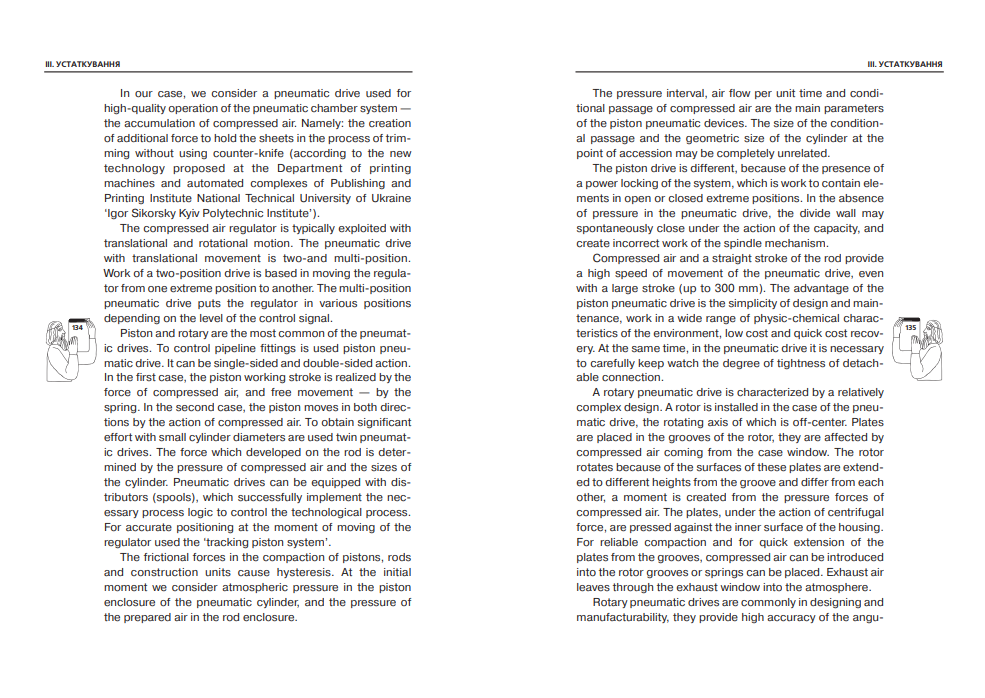 III. УСТАТКУВАННЯ
In our case, we consider a pneumatic drive used for
high-quality operation of the pneumatic chamber system —
the accumulation of compressed air. Namely: the creation
of additional force to hold the sheets in the process of trim-
ming without using counter-knife (according to the new
technology proposed at the Department of printing
machines and automated complexes of Publishing and
Printing Institute National Technical University of Ukraine
‘Igor Sikorsky Kyiv Polytechnic Institute’).
The compressed air regulator is typically exploited with
translational and rotational motion. The pneumatic drive
with translational movement is two-and multi-position.
Work of a two-position drive is based in moving the regula-
tor from one extreme position to another. The multi-position
pneumatic drive puts the regulator in various positions
depending on the level of the control signal.
Piston and rotary are the most common of the pneumat-
ic drives. To control pipeline fittings is used piston pneu-
matic drive. It can be single-sided and double-sided action.
In the first case, the piston working stroke is realized by the
force of compressed air, and free movement — by the
spring. In the second case, the piston moves in both direc-
tions by the action of compressed air. To obtain significant
effort with small cylinder diameters are used twin pneumat-
ic drives. The force which developed on the rod is deter-
mined by the pressure of compressed air and the sizes of
the cylinder. Pneumatic drives can be equipped with dis-
tributors (spools), which successfully implement the nec-
essary process logic to control the technological process.
For accurate positioning at the moment of moving of the
regulator used the ‘tracking piston system’.
The frictional forces in the compaction of pistons, rods
and construction units cause hysteresis. At the initial
moment we consider atmospheric pressure in the piston
enclosure of the pneumatic cylinder, and the pressure of
the prepared air in the rod enclosure.
134
III. УСТАТКУВАННЯ
The pressure interval, air flow per unit time and condi-
tional passage of compressed air are the main parameters
of the piston pneumatic devices. The size of the condition-
al passage and the geometric size of the cylinder at the
point of accession may be completely unrelated.
The piston drive is different, because of the presence of
a power locking of the system, which is work to contain ele-
ments in open or closed extreme positions. In the absence
of pressure in the pneumatic drive, the divide wall may
spontaneously close under the action of the capacity, and
create incorrect work of the spindle mechanism.
Compressed air and a straight stroke of the rod provide
a high speed of movement of the pneumatic drive, even
with a large stroke (up to 300 mm). The advantage of the
piston pneumatic drive is the simplicity of design and main-
tenance, work in a wide range of physic-chemical charac-
teristics of the environment, low cost and quick cost recov-
ery. At the same time, in the pneumatic drive it is necessary
to carefully keep watch the degree of tightness of detach-
able connection.
A rotary pneumatic drive is characterized by a relatively
complex design. A rotor is installed in the case of the pneu-
matic drive, the rotating axis of which is off-center. Plates
are placed in the grooves of the rotor, they are affected by
compressed air coming from the case window. The rotor
rotates because of the surfaces of these plates are extend-
ed to different heights from the groove and differ from each
other, a moment is created from the pressure forces of
compressed air. The plates, under the action of centrifugal
force, are pressed against the inner surface of the housing.
For reliable compaction and for quick extension of the
plates from the grooves, compressed air can be introduced
into the rotor grooves or springs can be placed. Exhaust air
leaves through the exhaust window into the atmosphere.
Rotary pneumatic drives are commonly in designing and
manufacturability, they provide high accuracy of the angu-
135